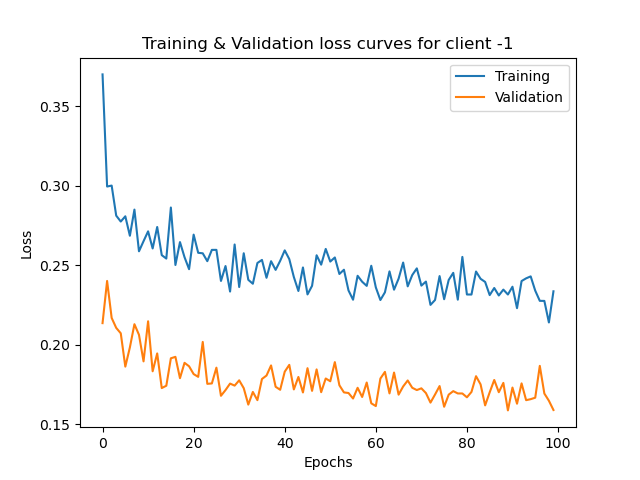 Training & Validation loss curves for client -1
Training
Validation
0.35
0.30
0.25
0.20
0.15
Loss
0
20
40
60
80
100
Epochs